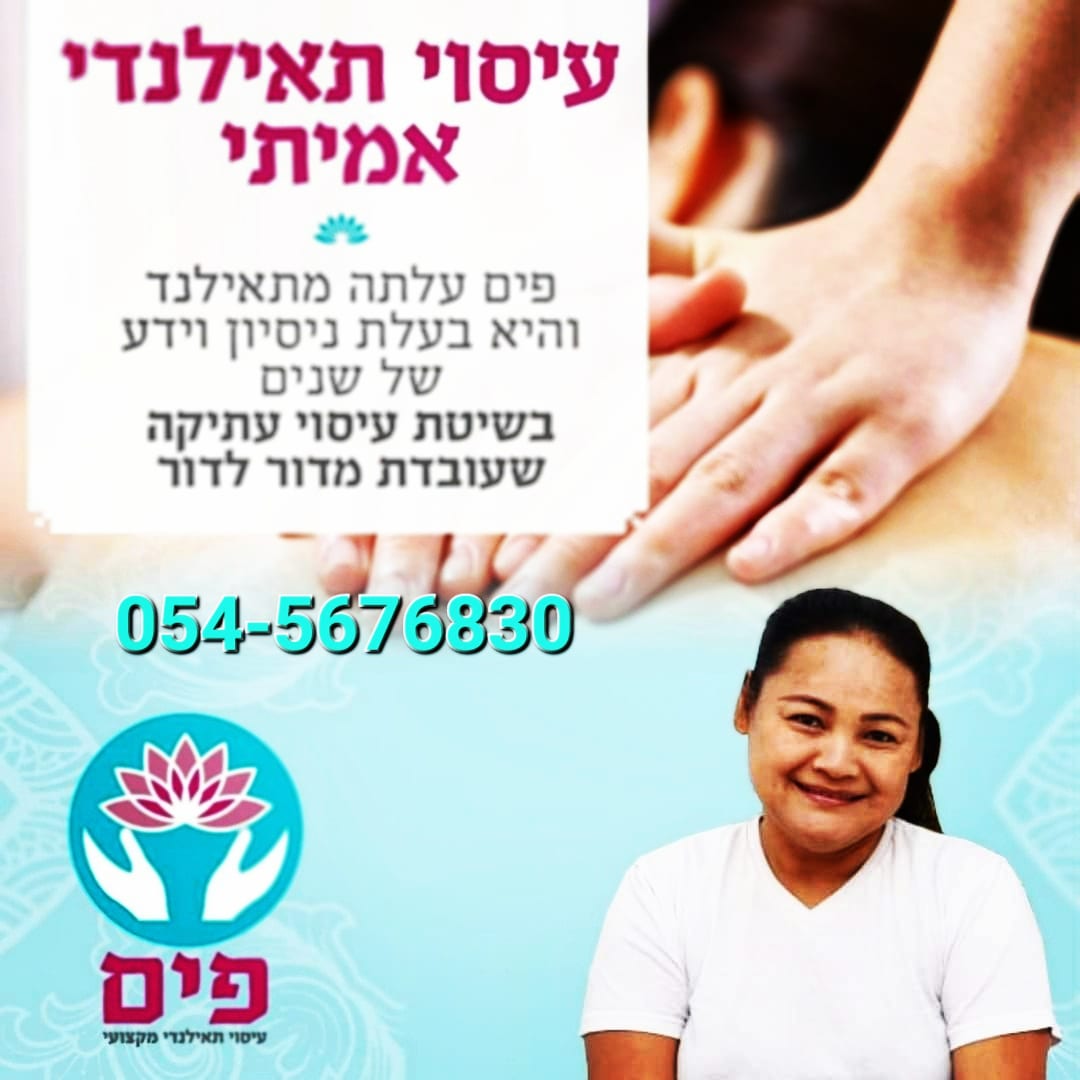 עיסוי תאילנדי
אמיתי
פים עלתה מתאילנד
והיא בעלת ניסיון וידע
של שנים
בשיטת עיסוי עתיקה
שעובדת מדור לדור
054-5676830
פים
עיסוי תאילנדי מקצועי